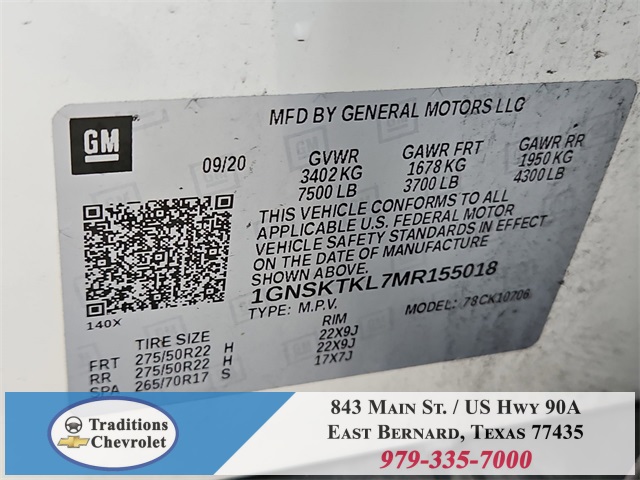 MFD BY GENERAL MOTORS LLC
GM
09/20
GVWR
3402 KG
7500 LB
GAWR FRT
1678 KG
3700 LB
GAWR RR
1950 KG
4300 LB
THIS VEHICLE CONFORMS TO ALL
APPLICABLE U.S. FEDERAL MOTOR
VEHICLE SAFETY STANDARDS IN EFFECT
ON THE DATE OF MANUFACTURE
SHOWN ABOVE.
1GNSKTKL7MR155018
TYPE: M.P.V. MODEL: 78CK10706
140X
TIRE SIZE RIM
FRT 275/50R22 H 22X9J
RR 275/50R22 H 22X9J
SPA 265/70R17 S 17X7J
Traditions
Chevrolet
843 Main St. / US Hwy 90A
East Bernard, Texas 77435
979-335-7000